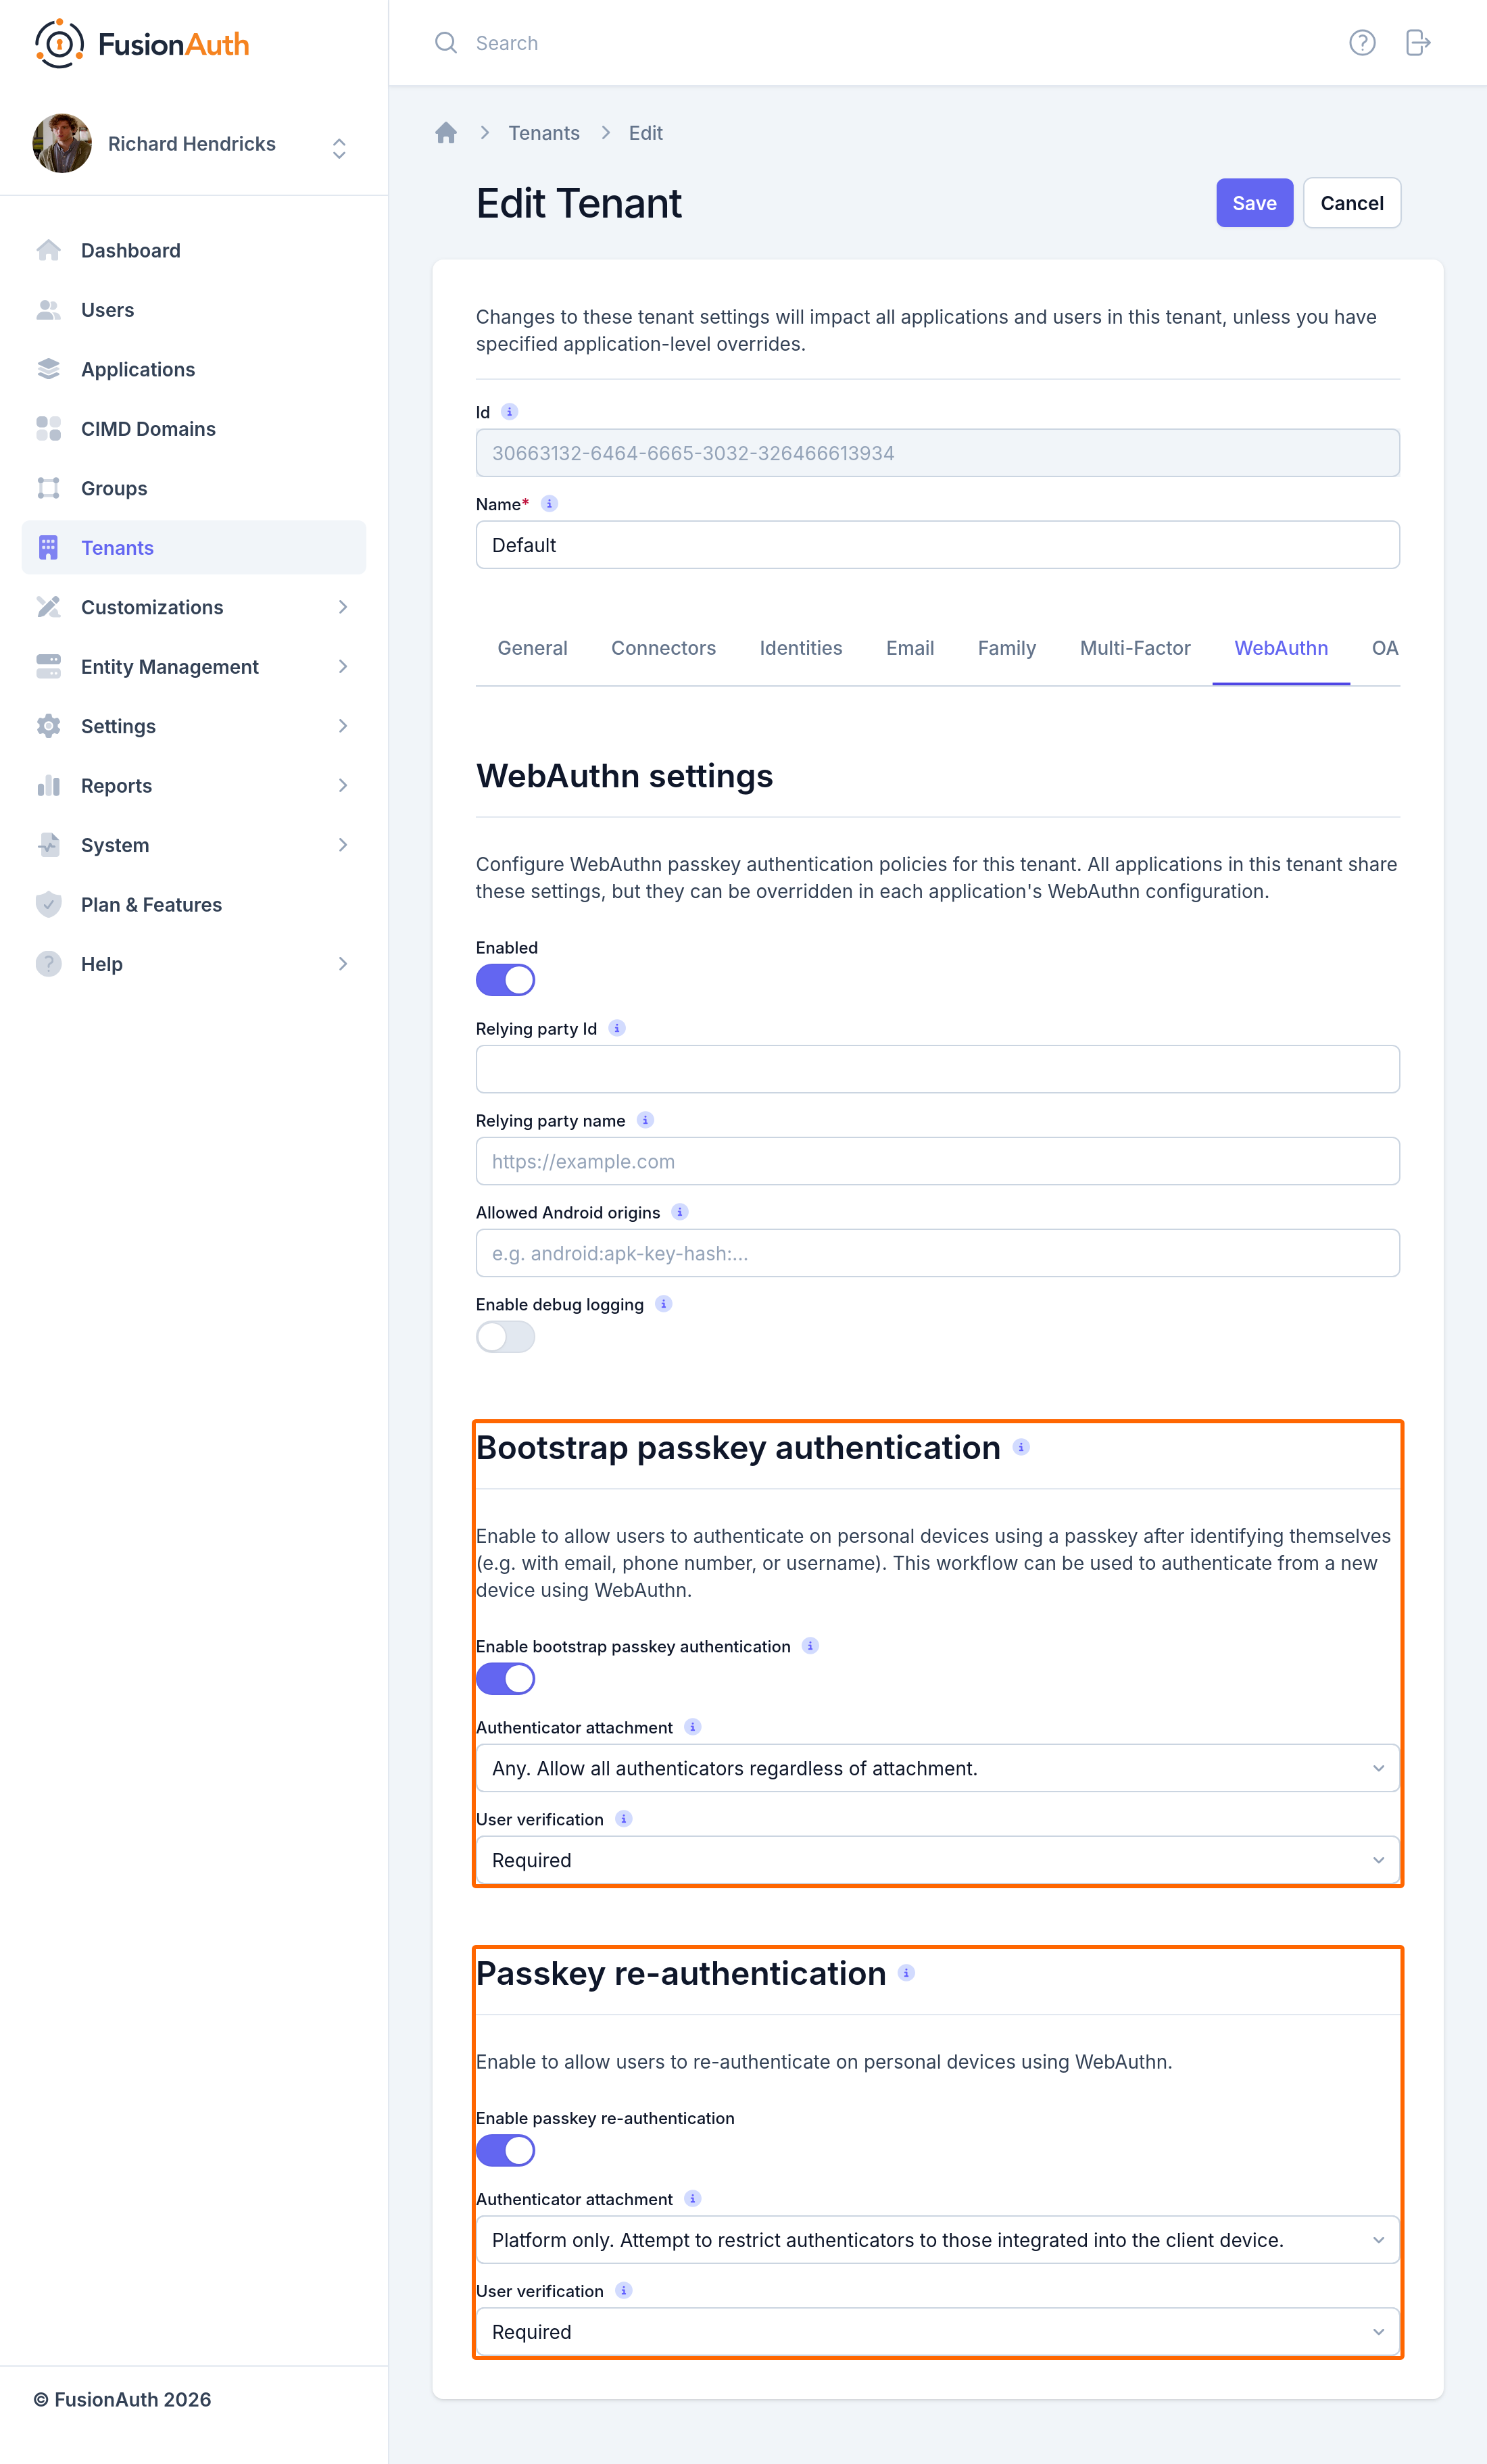 FusionAuth
Search
Richard Hendricks
Dashboard
Users
Applications
CIMD Domains
Groups
Tenants
Customizations
Entity Management
Settings
Reports
System
Plan & Features
Help
© FusionAuth 2026
Tenants
Edit
Edit Tenant
Save
Cancel
Changes to these tenant settings will impact all applications and users in this tenant, unless you have
specified application-level overrides.
Id
30663132-6464-6665-3032-326466613934
Name*
Default
General
Connectors
Identities
Email
Family
Multi-Factor
WebAuthn
OA
WebAuthn settings
Configure WebAuthn passkey authentication policies for this tenant. All applications in this tenant share
these settings, but they can be overridden in each application's WebAuthn configuration.
Enabled
Relying party Id
Relying party name
https://example.com
Allowed Android origins
e.g. android:apk-key-hash:...
Enable debug logging
Bootstrap passkey authentication
Enable to allow users to authenticate on personal devices using a passkey after identifying themselves
(e.g. with email, phone number, or username). This workflow can be used to authenticate from a new
device using WebAuthn.
Enable bootstrap passkey authentication
Authenticator attachment
Any. Allow all authenticators regardless of attachment.
User verification
Required
Passkey re-authentication
Enable to allow users to re-authenticate on personal devices using WebAuthn.
Enable passkey re-authentication
Authenticator attachment
Platform only. Attempt to restrict authenticators to those integrated into the client device.
User verification
Required